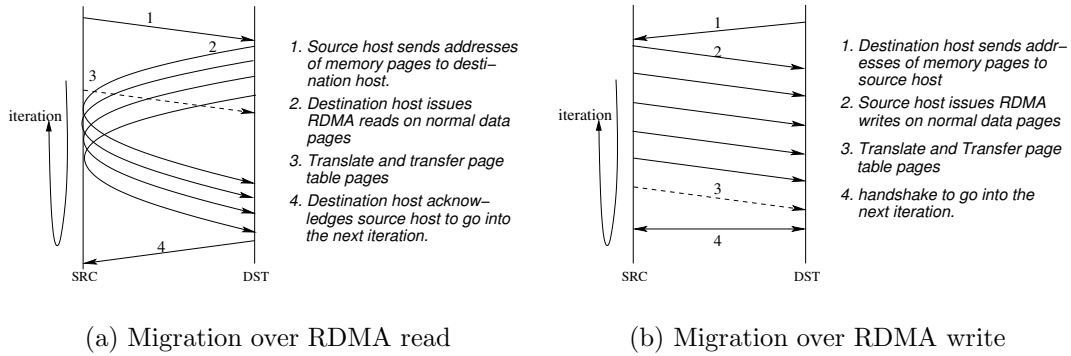 1
2
3
iteration
4
SRC
DST
1. Source host sends addresses
of memory pages to desti–
nation host.
2. Destination host issues
RDMA reads on normal data
pages
3. Translate and transfer page
table pages
4. Destination host acknow–
ledges source host to go into
the next iteration.
(a) Migration over RDMA read
1
2
iteration
3
4
SRC
DST
1. Destination host sends addr–
esses of memory pages to
source host
2. Source host issues RDMA
writes on normal data pages
3. Translate and Transfer page
table pages
4. handshake to go into the
next iteration.
(b) Migration over RDMA write